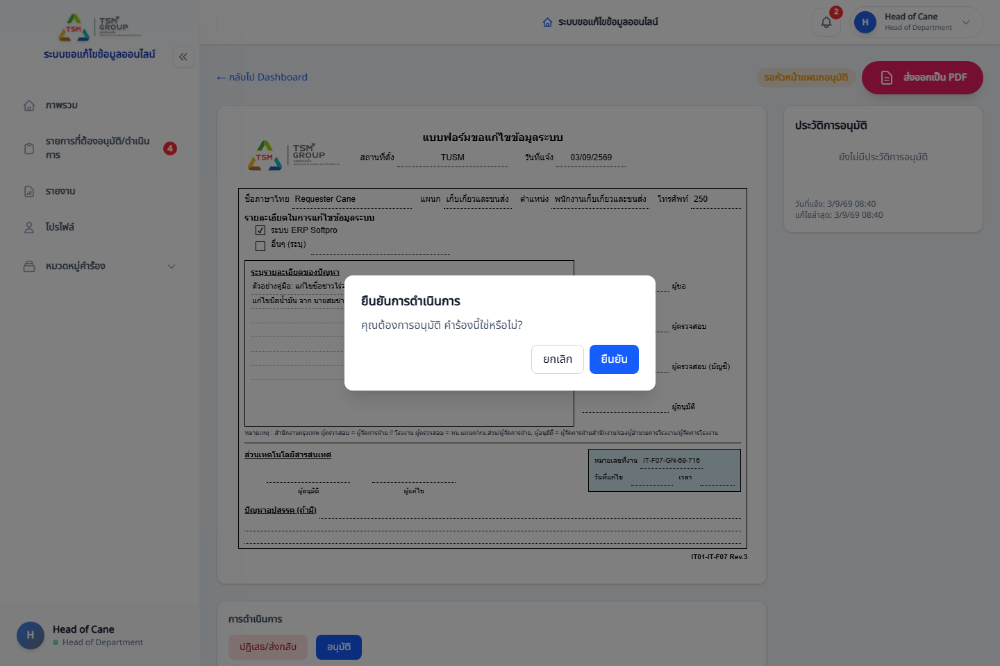 TSM GROUP
ระบบขอแก้ไขข้อมูลออนไลน์
ภาพรวม
รายการที่ต้องอนุมัติ/ดำเนินการ
4
รายงาน
โปรไฟล์
หมวดหมู่คำร้อง
H
Head of Cane
Head of Department
ระบบขอแก้ไขข้อมูลออนไลน์
2
H
Head of Cane
Head of Department
← กลับไป Dashboard
รอหัวหน้าแผนกอนุมัติ
ส่งออกเป็น PDF
TSM GROUP
แบบฟอร์มขอแก้ไขข้อมูลระบบ
สถานที่ตั้ง TUSM วันที่แจ้ง 03/09/2569
ชื่อภาษาไทย Requester Cane แผนก เก็บเกี่ยวและขนส่ง ตำแหน่ง พนักงานเก็บเกี่ยวและขนส่ง โทรศัพท์ 250
รายละเอียดในการแก้ไขข้อมูลระบบ
ระบบ ERP Softpro
อื่นๆ (ระบุ)
ระบุรายละเอียดของปัญหา
ตัวอย่างคู่มือ: แก้ไขชื่อชาวไร่
แก้ไขบิลน้ำมัน จาก นายสมชา
ผู้ขอ
ผู้ตรวจสอบ
ผู้ตรวจสอบ (บัญชี)
ผู้อนุมัติ
หมายเหตุ : สำนักงานกรุงเทพ ผู้ตรวจสอบ = ผู้จัดการฝ่าย // โรงงาน ผู้ตรวจสอบ = หน.แผนก/หน.ส่วน/ผู้จัดการฝ่าย, ผู้อนุมัติ = ผู้จัดการฝ่ายสำนักงาน/รองผู้อำนวยการโรงงาน/ผู้จัดการโรงงาน
ส่วนเทคโนโลยีสารสนเทศ
ผู้อนุมัติ ผู้แก้ไข
หมายเลขที่งาน IT-F07-GN-69-716
วันที่แก้ไข เวลา
ปัญหาอุปสรรค (ถ้ามี)
IT01-IT-F07 Rev.3
ยืนยันการดำเนินการ
คุณต้องการอนุมัติ คำร้องนี้ใช่หรือไม่?
ยกเลิก
ยืนยัน
การดำเนินการ
ปฏิเสธ/ส่งกลับ
อนุมัติ
ประวัติการอนุมัติ
ยังไม่มีประวัติการอนุมัติ
วันที่แจ้ง: 3/9/69 08:40
แก้ไขล่าสุด: 3/9/69 08:40